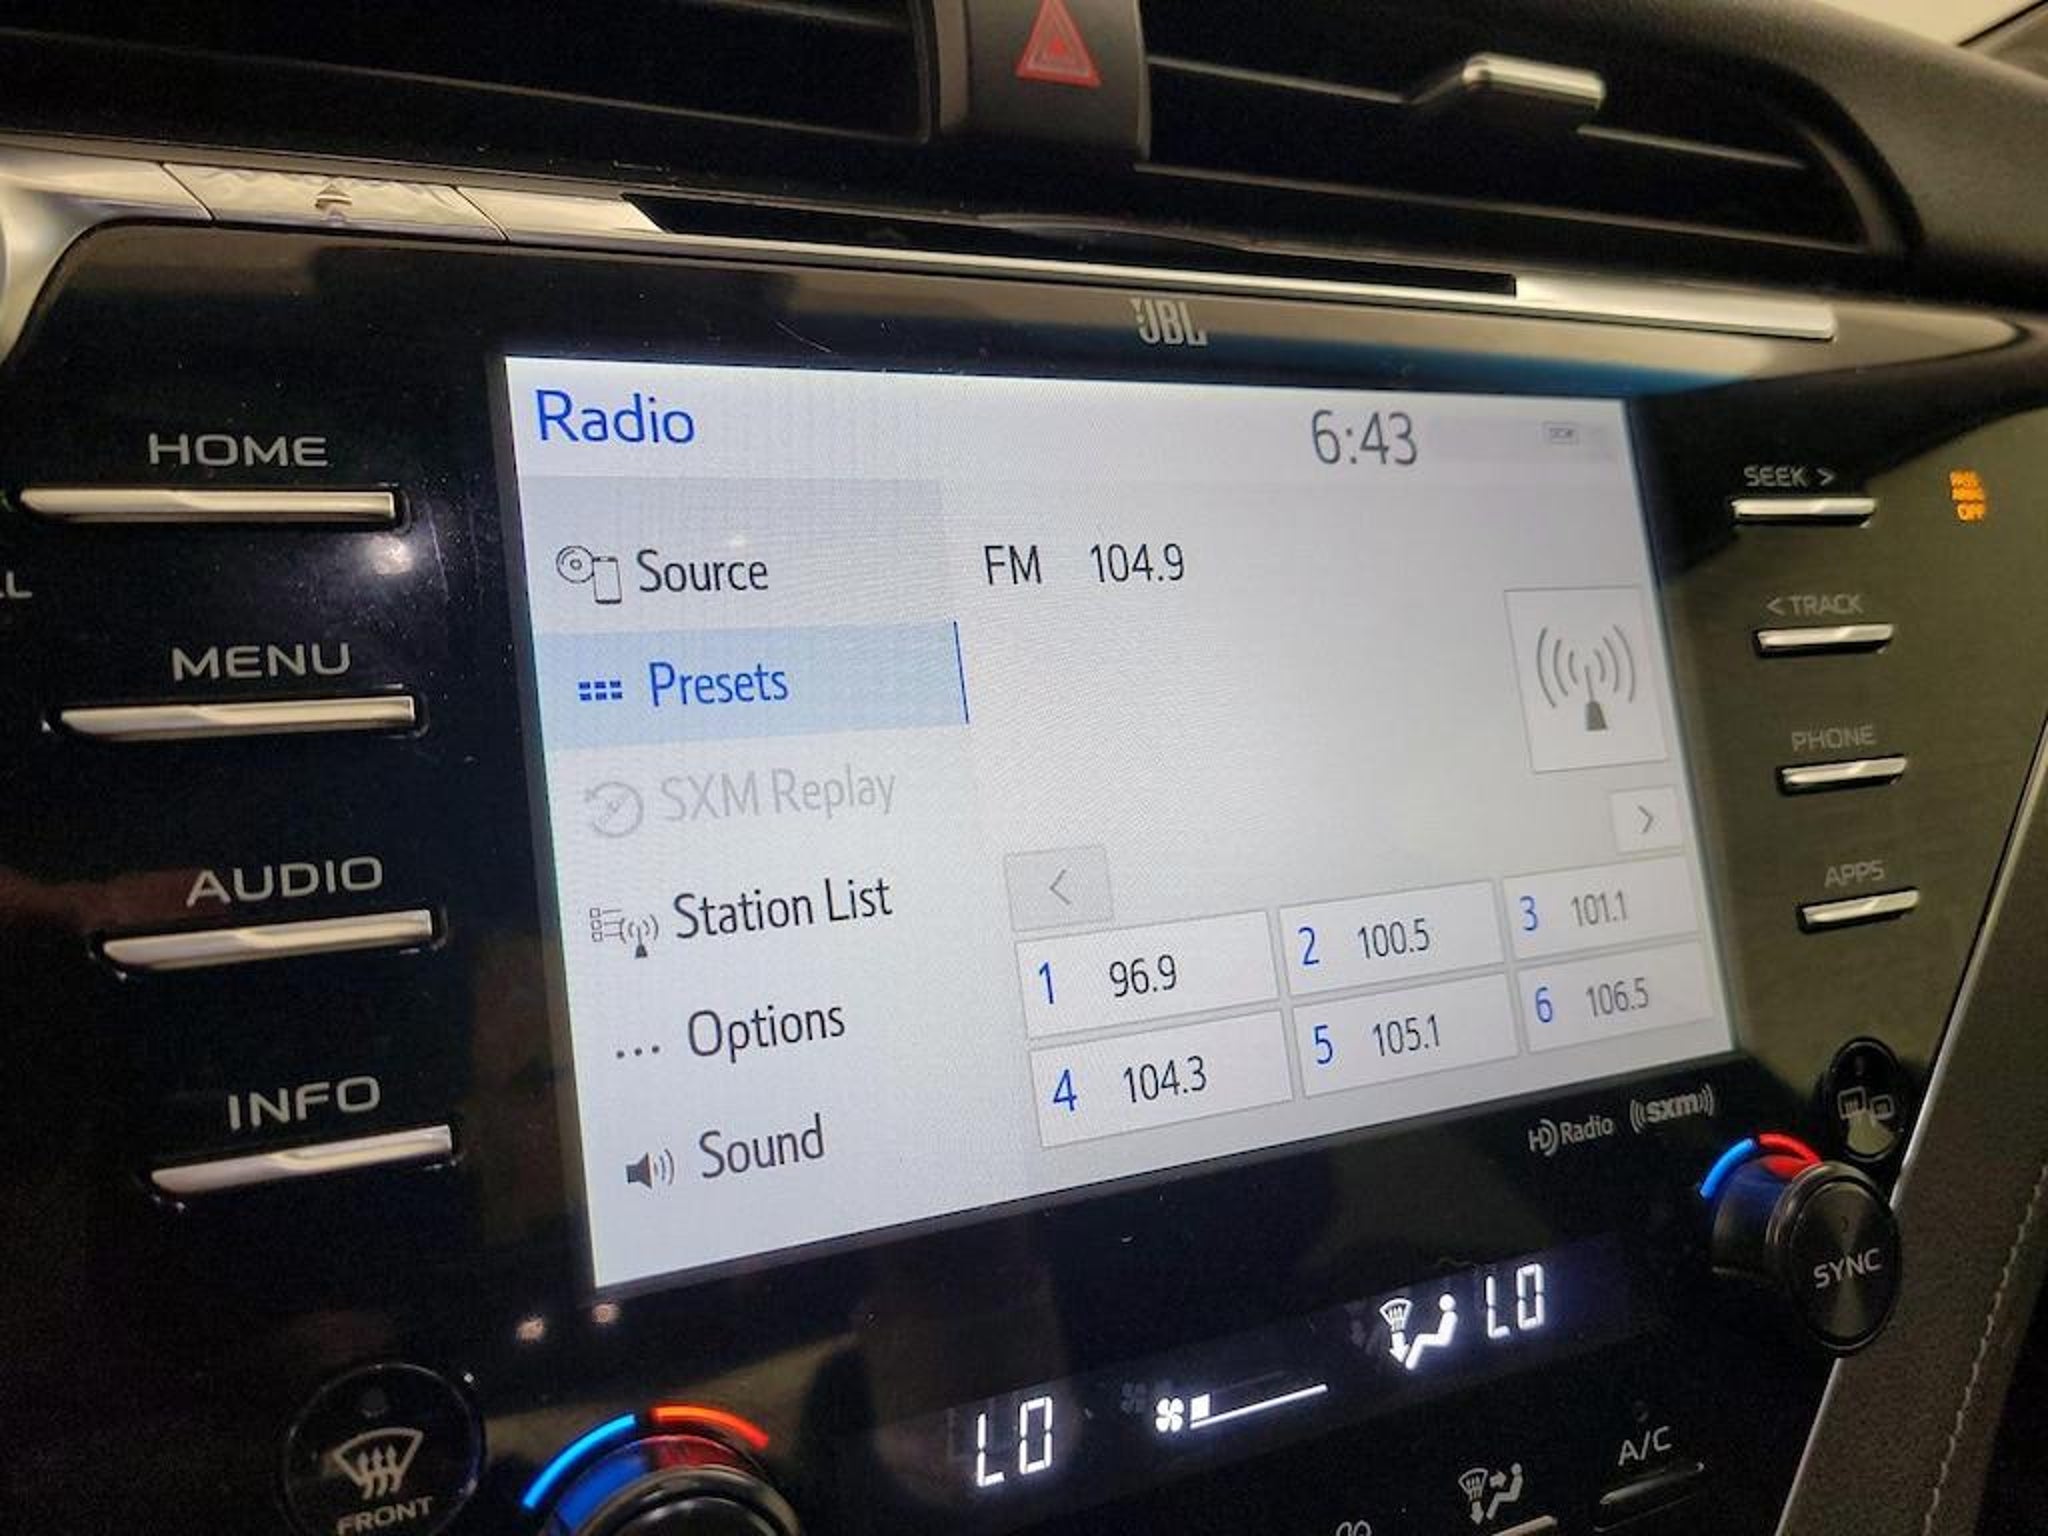 JBL
Radio
6:43
HOME
MENU
AUDIO
INFO
Source
Presets
SXM Replay
Station List
Options
Sound
FM 104.9
<
>
1 96.9
2 100.5
3 101.1
4 104.3
5 105.1
6 106.5
SEEK >
< TRACK
PHONE
APPS
OFF
HD Radio
((sxm))
SYNC
LO
LO
A/C
FRONT